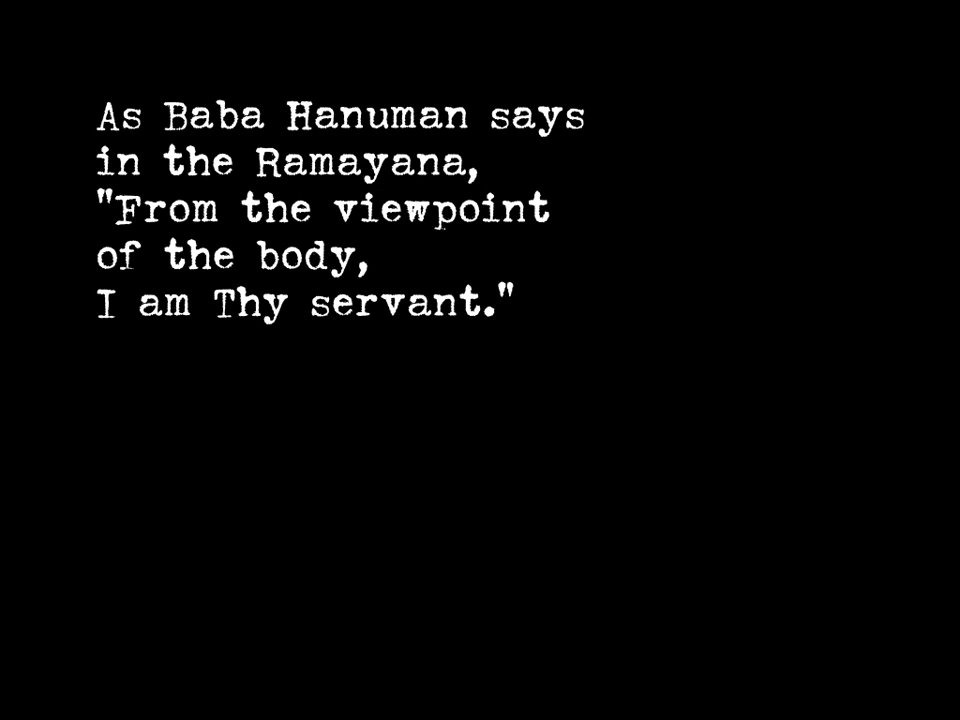 As Baba Hanuman says
in the Ramayana,
"From the viewpoint
of the body,
I am Thy servant."